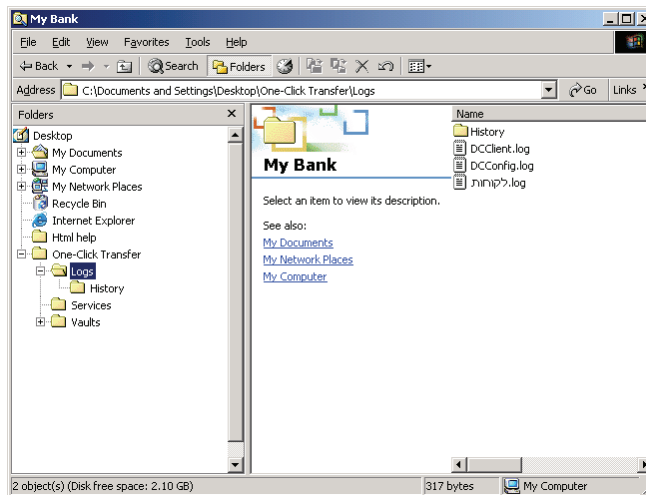 My Bank
File Edit View Favorites Tools Help
Back Search Folders
Address C:\Documents and Settings\Desktop\One-Click Transfer\Logs Go Links
Folders
Desktop
My Documents
My Computer
My Network Places
Recycle Bin
Internet Explorer
Html help
One-Click Transfer
Logs
History
Services
Vaults
My Bank
Select an item to view its description.
See also:
My Documents
My Network Places
My Computer
Name
History
DCClient.log
DCConfig.log
לקוחות.log
2 object(s) (Disk free space: 2.10 GB) 317 bytes My Computer